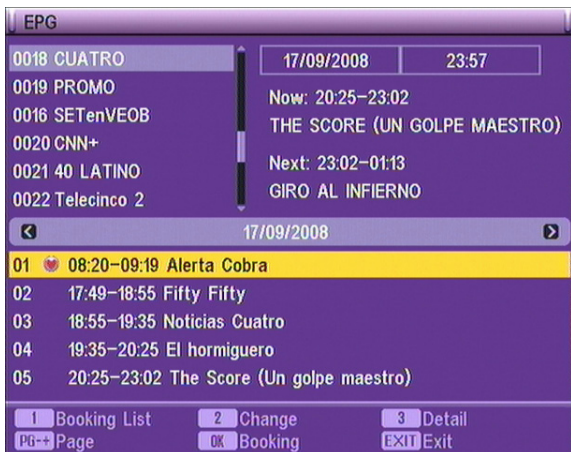 EPG
0018 CUATRO
0019 PROMO
0016 SETenVEOB
0020 CNN+
0021 40 LATINO
0022 Telecinco 2
17/09/2008 23:57
Now: 20:25-23:02
THE SCORE (UN GOLPE MAESTRO)
Next: 23:02-01:13
GIRO AL INFIERNO
17/09/2008
01 08:20-09:19 Alerta Cobra
02 17:49-18:55 Fifty Fifty
03 18:55-19:35 Noticias Cuatro
04 19:35-20:25 El hormiguero
05 20:25-23:02 The Score (Un golpe maestro)
1 Booking List 2 Change 3 Detail
PG-+ Page OK Booking EXIT Exit